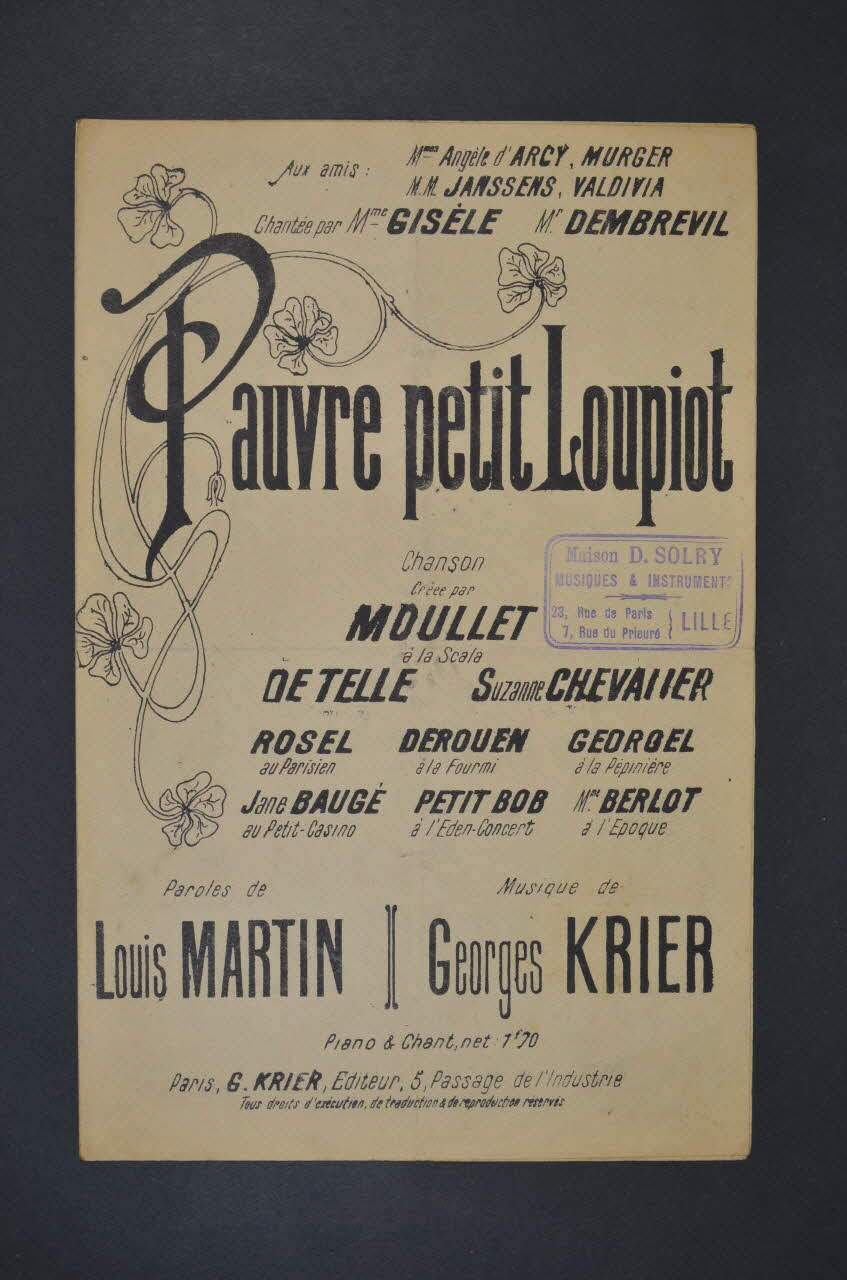 Aux amis : Mmes Angèle d'ARCY, MURGER
M.M. JANSSENS, VALDIVIA
Chantée par Mme GISÈLE Mr DEMBREVIL
Pauvre petit Loupiot
Chanson
Créée par
MOULLET
à la Scala
DE TELLE Suzanne CHEVALIER
Maison D. SOLRY
MUSIQUES & INSTRUMENTS
23, Rue de Paris
7, Rue du Prieuré
LILLE
ROSEL DEROUEN GEORGEL
au Parisien à la Fourmi à la Pépinière
Jane BAUGÉ PETIT BOB Mme BERLOT
au Petit-Casino à l'Eden-Concert à l'Epoque
Paroles de Musique de
Louis MARTIN Georges KRIER
Piano & Chant, net : 1f70
Paris, G. KRIER, Editeur, 5, Passage de l'Industrie
Tous droits d'exécution, de traduction & de reproduction réservés